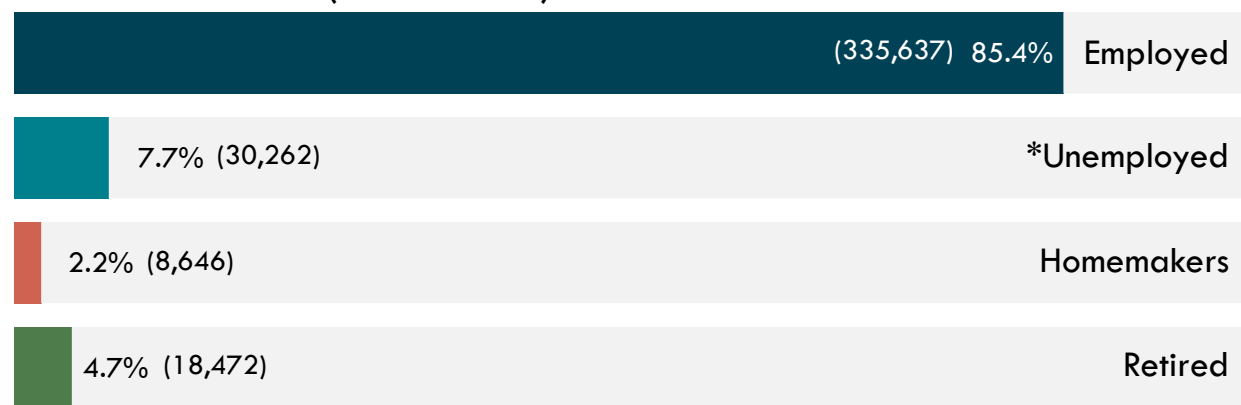 (335,637) 85.4% Employed
7.7% (30,262) *Unemployed
2.2% (8,646) Homemakers
4.7% (18,472) Retired